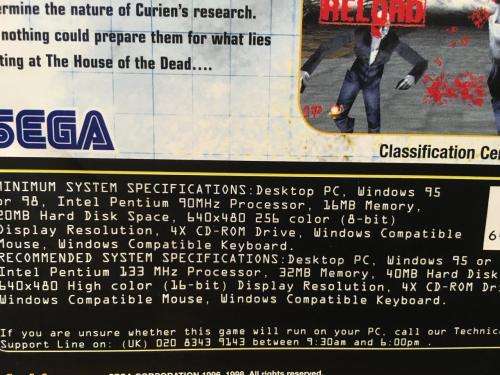 ermine the nature of Curien's research.
nothing could prepare them for what lies
ting at The House of the Dead....
RELOAD
SEGA
Classification Cer
MINIMUM SYSTEM SPECIFICATIONS:Desktop PC, Windows 95
or 98, Intel Pentium 90MHz Processor, 16MB Memory,
20MB Hard Disk Space, 640x480 256 color (8-bit)
Display Resolution, 4X CD-ROM Drive, Windows Compatible
Mouse, Windows Compatible Keyboard.
RECOMMENDED SYSTEM SPECIFICATIONS:Desktop PC, Windows 95 or
Intel Pentium 133 MHz Processor, 32MB Memory, 40MB Hard Disk
640x480 High color (16-bit) Display Resolution, 4X CD-ROM Dri
Windows Compatible Mouse, Windows Compatible Keyboard.
If you are unsure whether this game will run on your PC, call our Technica
Support Line on: (UK) 020 8343 9143 between 9:30am and 6:00pm .
SEGA CORPORATION 1996, 1998. All rights reserved.